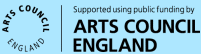 ARTS COUNCIL
ENGLAND
Supported using public funding by
ARTS COUNCIL
ENGLAND